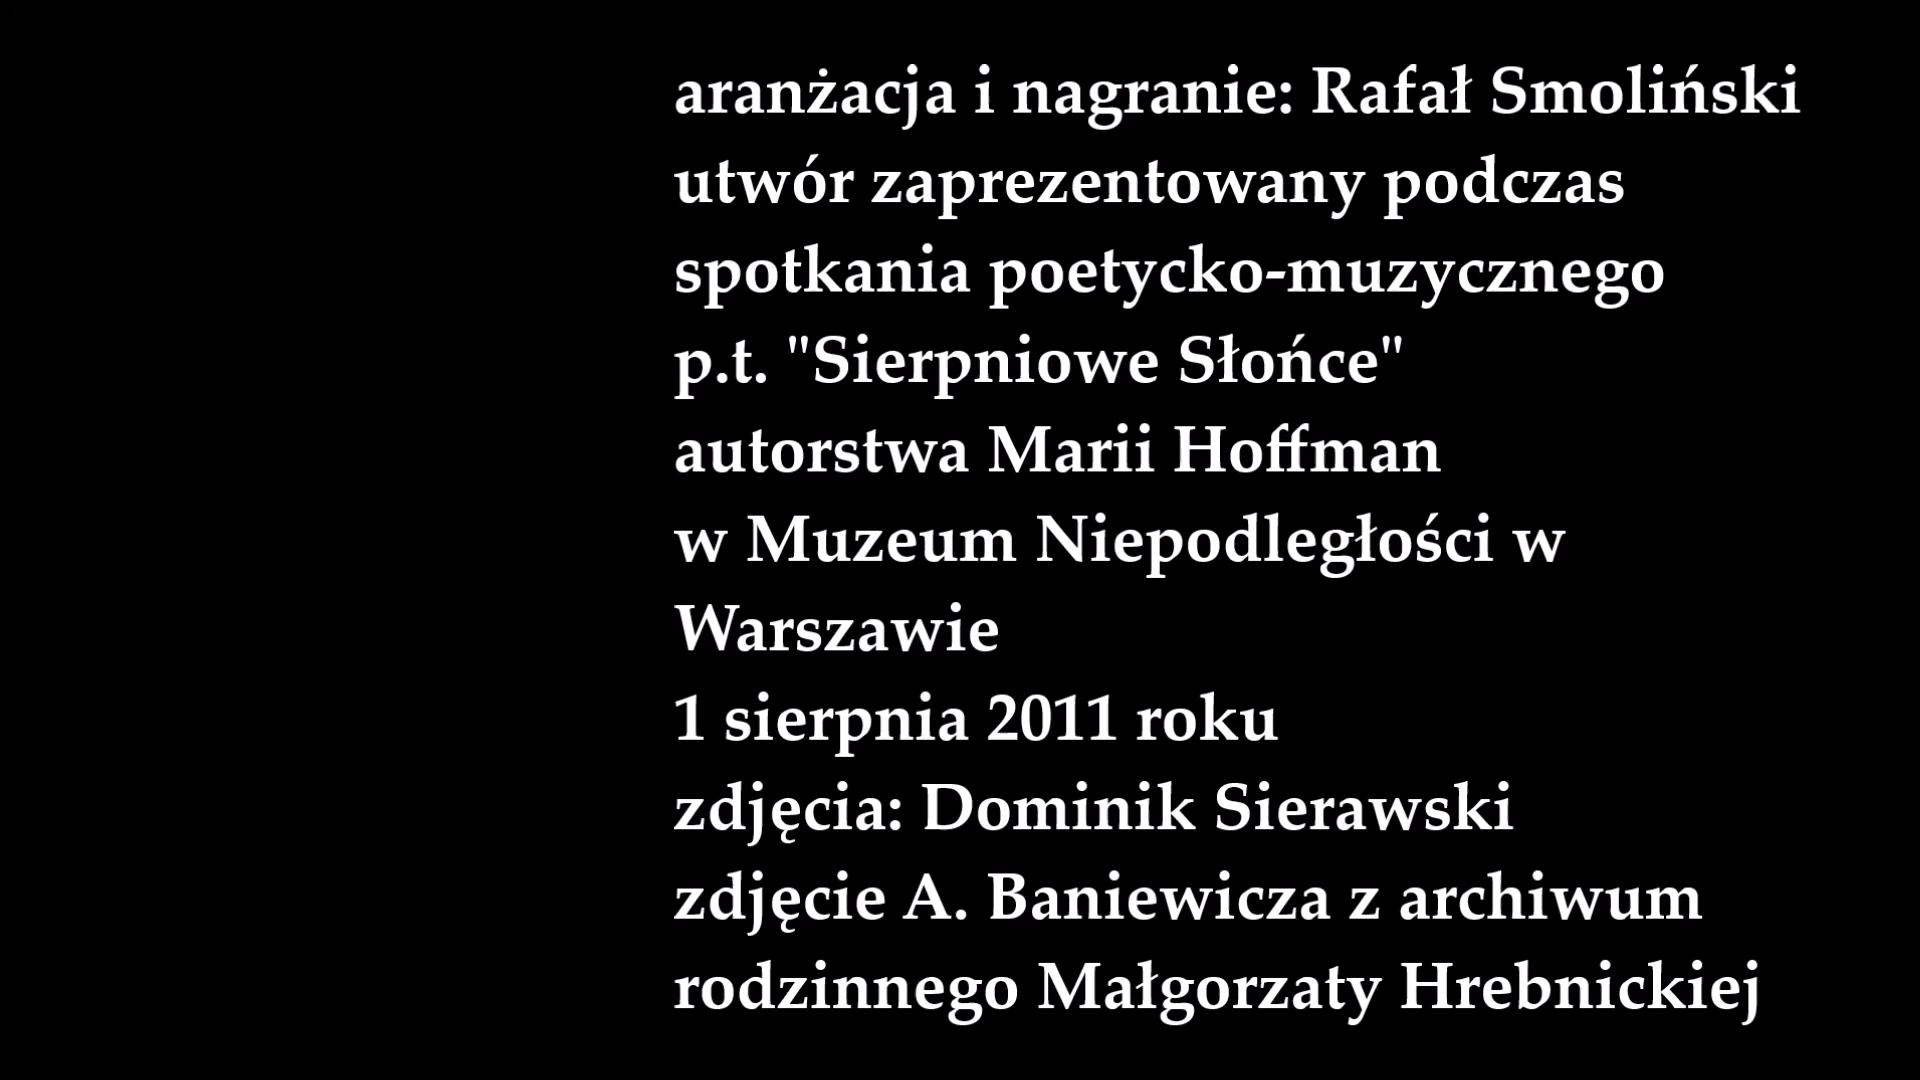 aranżacja i nagranie: Rafał Smoliński
utwór zaprezentowany podczas
spotkania poetycko-muzycznego
p.t. "Sierpniowe Słońce"
autorstwa Marii Hoffman
w Muzeum Niepodległości w
Warszawie
1 sierpnia 2011 roku
zdjęcia: Dominik Sierawski
zdjęcie A. Baniewicza z archiwum
rodzinnego Małgorzaty Hrebnickiej